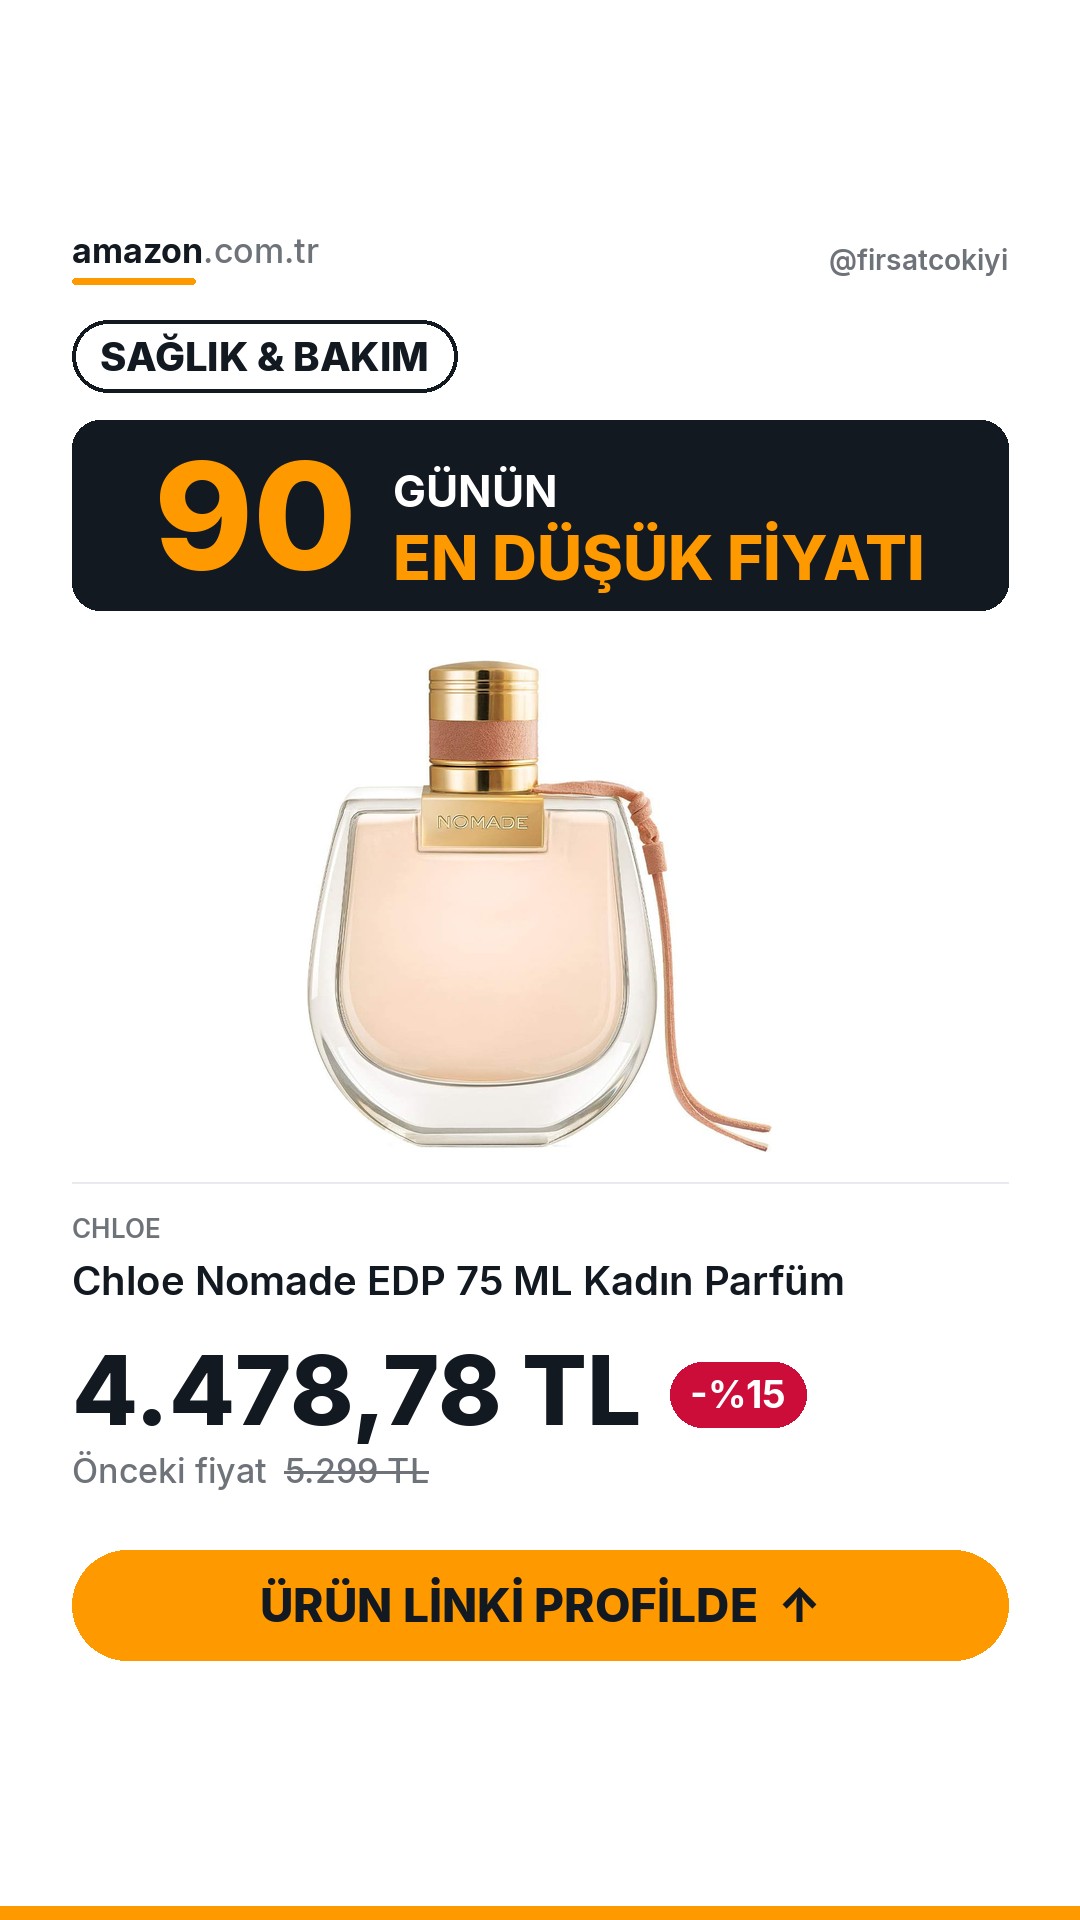 amazon.com.tr
@firsatcokiyi
SAĞLIK & BAKIM
90
GÜNÜN
EN DÜŞÜK FİYATI
NOMADE
CHLOE
Chloe Nomade EDP 75 ML Kadın Parfüm
4.478,78 TL
-%15
Önceki fiyat 5.299 TL
ÜRÜN LİNKİ PROFİLDE ↑